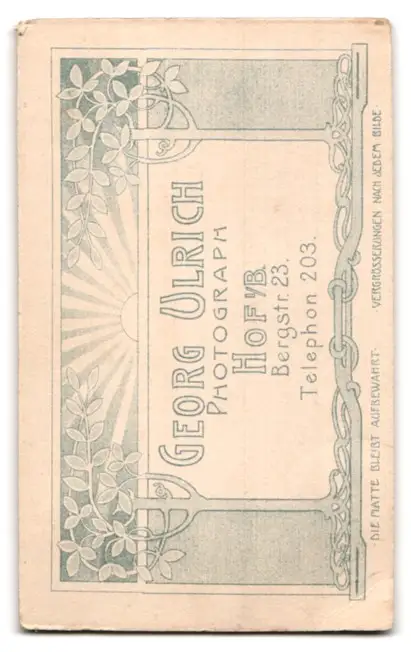 GEORG ULRICH
PHOTOGRAPH
HOF i/B.
Bergstr. 23.
Telephon 203.
·DIE PLATTE BLEIBT AUFBEWAHRT· ·VERGRÖSSERUNGEN NACH JEDEM BILDE·